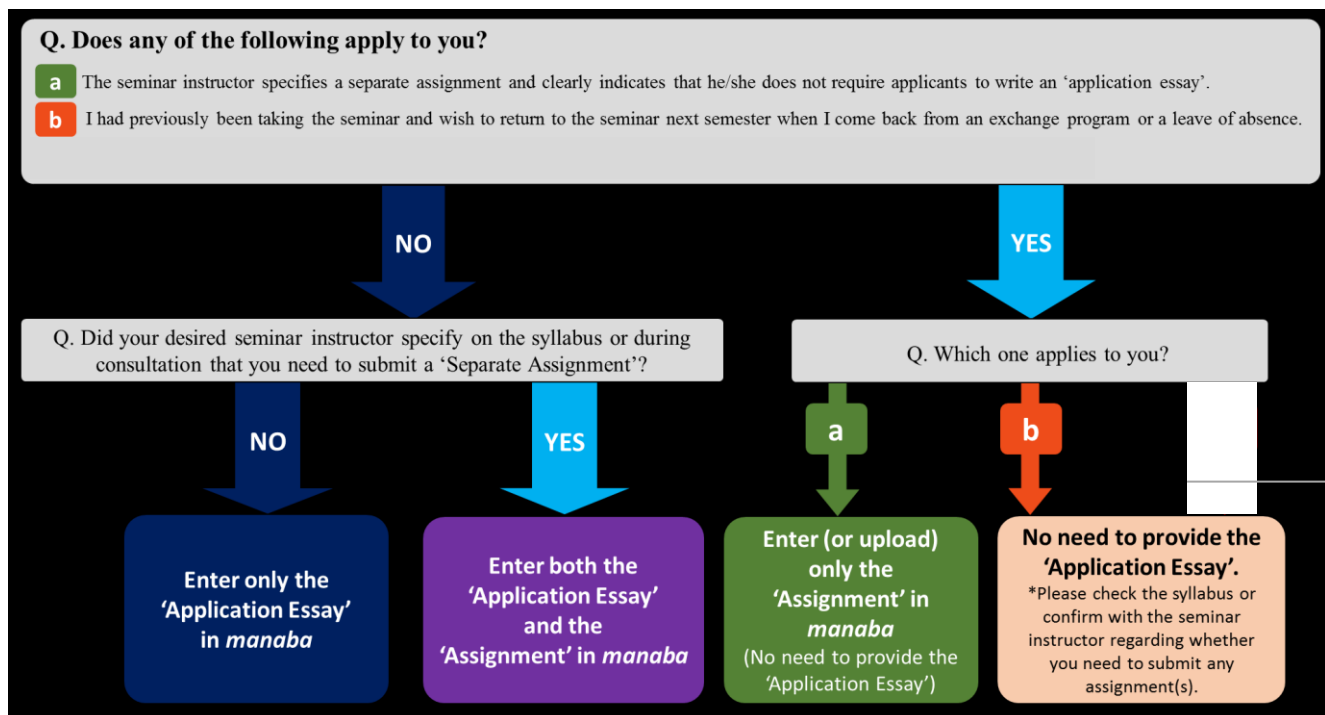 Q. Does any of the following apply to you?
a The seminar instructor specifies a separate assignment and clearly indicates that he/she does not require applicants to write an ‘application essay’.
b I had previously been taking the seminar and wish to return to the seminar next semester when I come back from an exchange program or a leave of absence.
NO
YES
Q. Did your desired seminar instructor specify on the syllabus or during
consultation that you need to submit a ‘Separate Assignment’?
Q. Which one applies to you?
NO
YES
a
b
Enter only the
‘Application Essay’
in manaba
Enter both the
‘Application Essay’
and the
‘Assignment’ in manaba
Enter (or upload)
only the
‘Assignment’ in
manaba
(No need to provide the
‘Application Essay’)
No need to provide the
‘Application Essay’.
*Please check the syllabus or
confirm with the seminar
instructor regarding whether
you need to submit any
assignment(s).